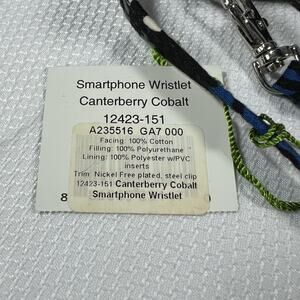 Smartphone Wristlet
Canterberry Cobalt
12423-151
A235516 GA7 000
Facing: 100% Cotton
Filling: 100% Polyurethane
Lining: 100% Polyester w/PVC
inserts
Trim: Nickel Free plated, steel clip
12423-151 Canterberry Cobalt
Smartphone Wristlet
8